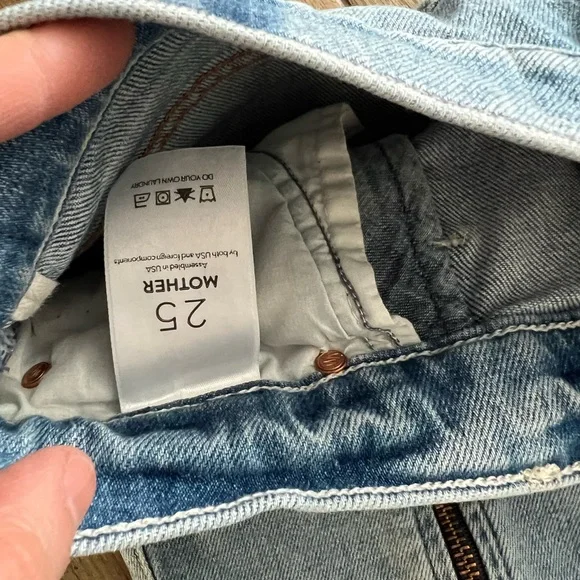 25
MOTHER
Assembled in USA
by both USA and foreign components
DO YOUR OWN LAUNDRY